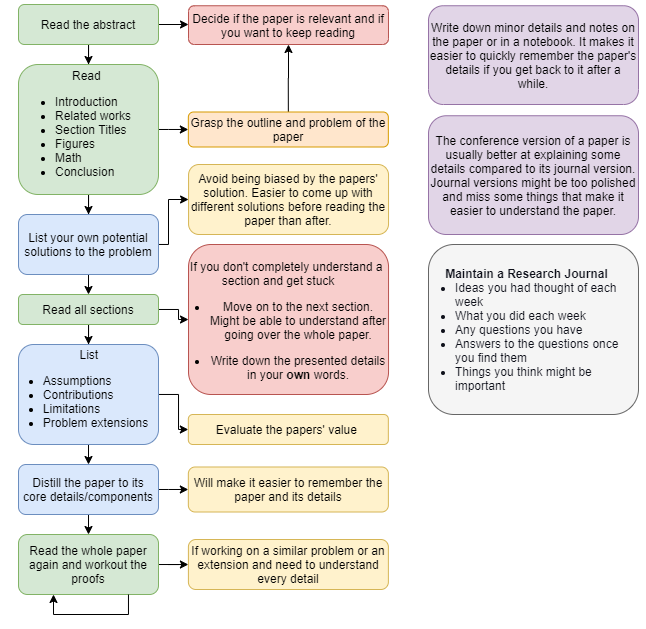 Read the abstract
Decide if the paper is relevant and if
you want to keep reading
Read
• Introduction
• Related works
• Section Titles
• Figures
• Math
• Conclusion
Grasp the outline and problem of the
paper
Avoid being biased by the papers'
solution. Easier to come up with
different solutions before reading the
paper than after.
List your own potential
solutions to the problem
If you don't completely understand a
section and get stuck
• Move on to the next section.
Might be able to understand after
going over the whole paper.
• Write down the presented details
in your own words.
Read all sections
List
• Assumptions
• Contributions
• Limitations
• Problem extensions
Evaluate the papers' value
Distill the paper to its
core details/components
Will make it easier to remember the
paper and its details
Read the whole paper
again and workout the
proofs
If working on a similar problem or an
extension and need to understand
every detail
Write down minor details and notes on
the paper or in a notebook. It makes it
easier to quickly remember the paper's
details if you get back to it after a
while.
The conference version of a paper is
usually better at explaining some
details compared to its journal version.
Journal versions might be too polished
and miss some things that make it
easier to understand the paper.
Maintain a Research Journal
• Ideas you had thought of each
week
• What you did each week
• Any questions you have
• Answers to the questions once
you find them
• Things you think might be
important